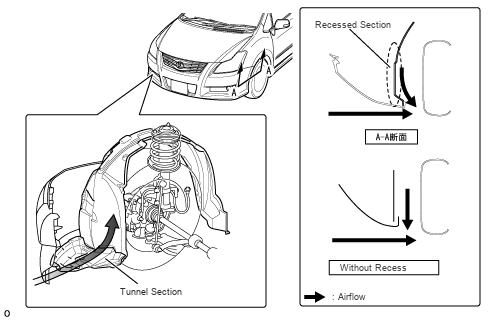 Recessed Section
A
A
A-A断面
Tunnel Section
Without Recess
: Airflow
o